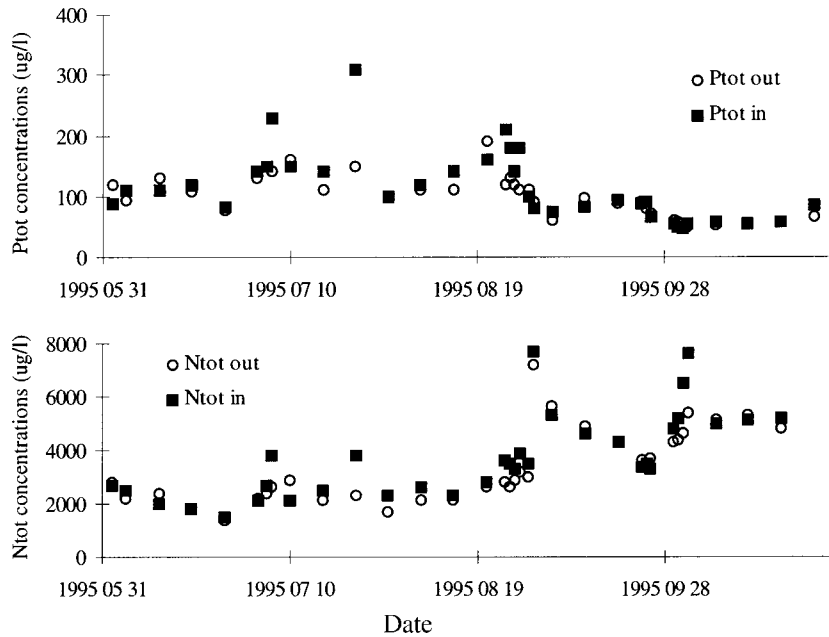 Ptot concentrations (ug/l)
400
300
200
100
0
Ptot out
Ptot in
1995 05 31
1995 07 10
1995 08 19
1995 09 28
Ntot concentrations (ug/l)
8000
6000
4000
2000
0
Ntot out
Ntot in
1995 05 31
1995 07 10
1995 08 19
1995 09 28
Date